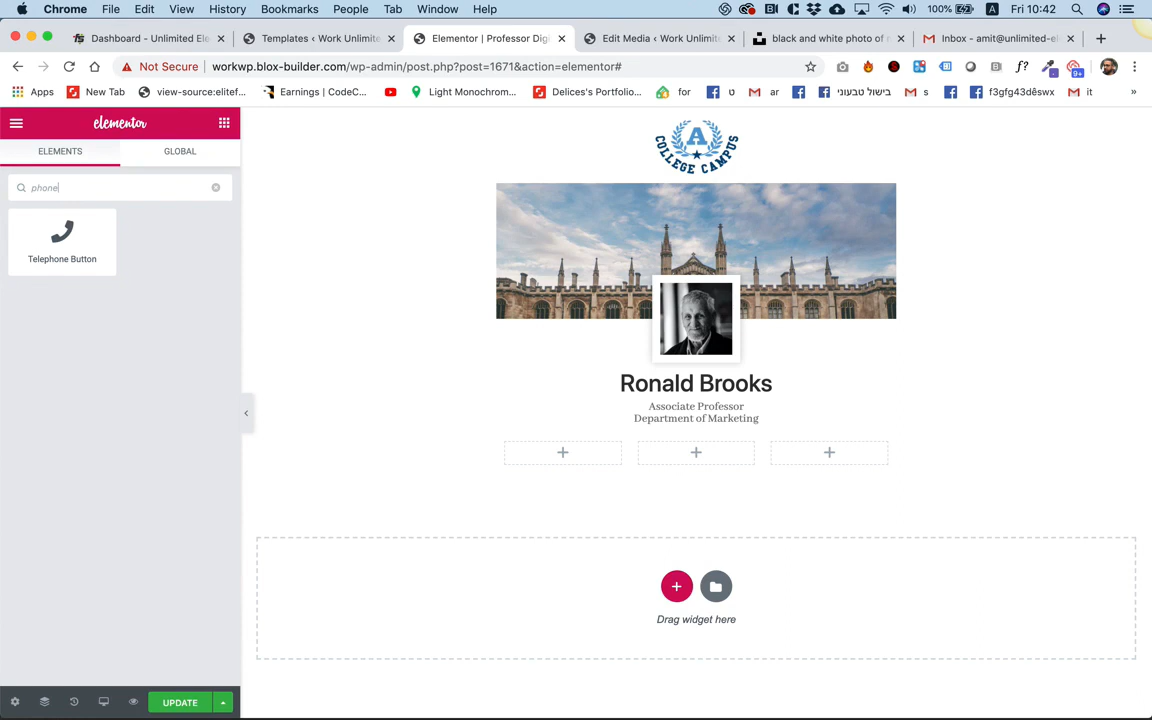 Chrome File Edit View History Bookmarks People Tab Window Help 100% A Fri 10:42
Dashboard - Unlimited Ele Templates ‹ Work Unlimite Elementor | Professor Digi Edit Media ‹ Work Unlimite black and white photo of m Inbox - amit@unlimited-el
Not Secure workwp.blox-builder.com/wp-admin/post.php?post=1671&action=elementor# f? 9+
Apps New Tab view-source:elitef... Earnings | CodeC... Light Monochrom... Delices's Portfolio... for ט ar בישול טבעוני s f3gfg43dêswx it »
elementor
ELEMENTS GLOBAL
phone
Telephone Button
A
COLLEGE CAMPUS
Ronald Brooks
Associate Professor
Department of Marketing
Drag widget here
UPDATE